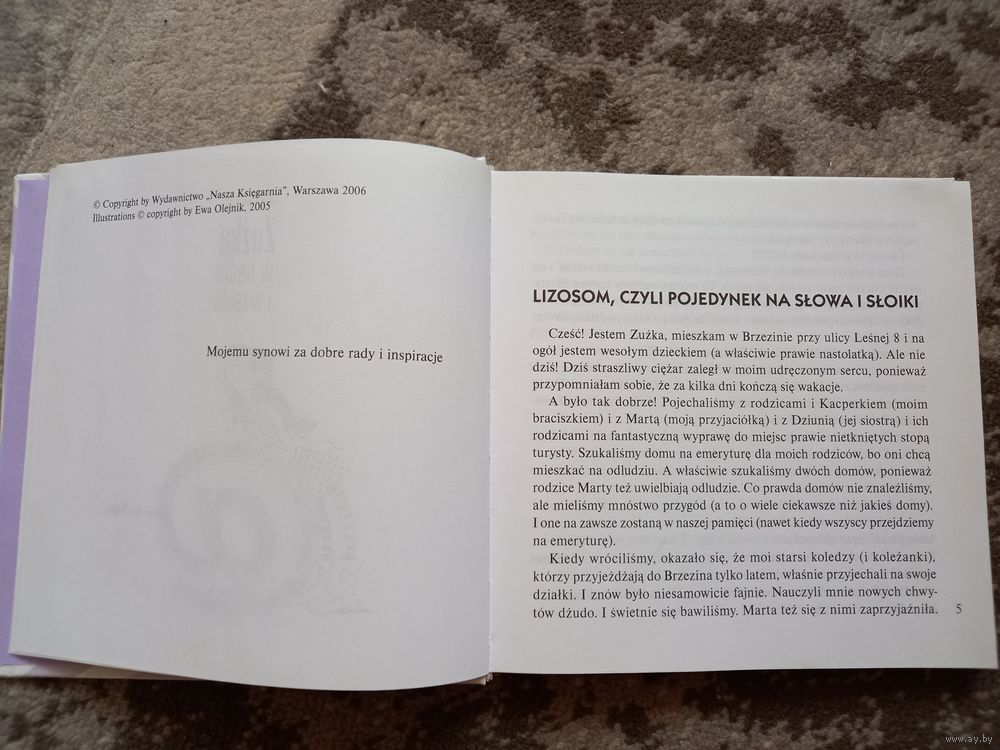 © Copyright by Wydawnictwo „Nasza Księgarnia”, Warszawa 2006
Illustrations © copyright by Ewa Olejnik, 2005
Mojemu synowi za dobre rady i inspiracje
LIZOSOM, CZYLI POJEDYNEK NA SŁOWA I SŁOIKI
Cześć! Jestem Zuźka, mieszkam w Brzezinie przy ulicy Leśnej 8 i na
ogół jestem wesołym dzieckiem (a właściwie prawie nastolatką). Ale nie
dziś! Dziś straszliwy ciężar zaległ w moim udręczonym sercu, ponieważ
przypomniałam sobie, że za kilka dni kończą się wakacje.
A było tak dobrze! Pojechaliśmy z rodzicami i Kacperkiem (moim
braciszkiem) i z Martą (moją przyjaciółką) i z Dziunią (jej siostrą) i ich
rodzicami na fantastyczną wyprawę do miejsc prawie nietkniętych stopą
turysty. Szukaliśmy domu na emeryturę dla moich rodziców, bo oni chcą
mieszkać na odludziu. A właściwie szukaliśmy dwóch domów, ponieważ
rodzice Marty też uwielbiają odludzie. Co prawda domów nie znaleźliśmy,
ale mieliśmy mnóstwo przygód (a to o wiele ciekawsze niż jakieś domy).
I one na zawsze zostaną w naszej pamięci (nawet kiedy wszyscy przejdziemy
na emeryturę).
Kiedy wróciliśmy, okazało się, że moi starsi koledzy (i koleżanki),
którzy przyjeżdżają do Brzezina tylko latem, właśnie przyjechali na swoje
działki. I znów było niesamowicie fajnie. Nauczyli mnie nowych chwy-
tów dżudo. I świetnie się bawiliśmy. Marta też się z nimi zaprzyjaźniła.
5
www.ay.by